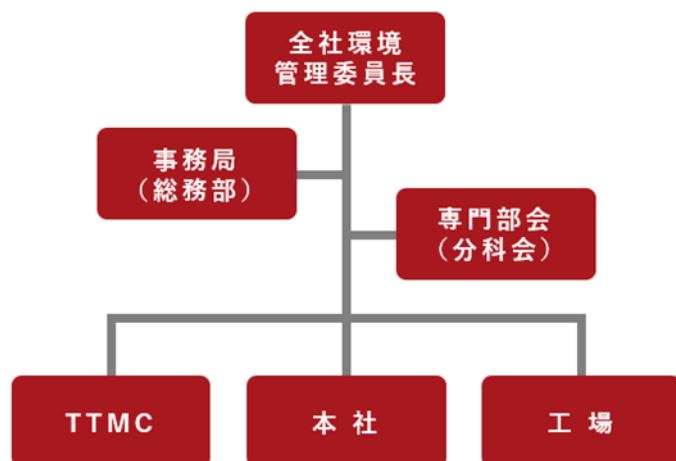 全社環境
管理委員長
事務局
（総務部）
専門部会
（分科会）
TTMC
本 社
工 場